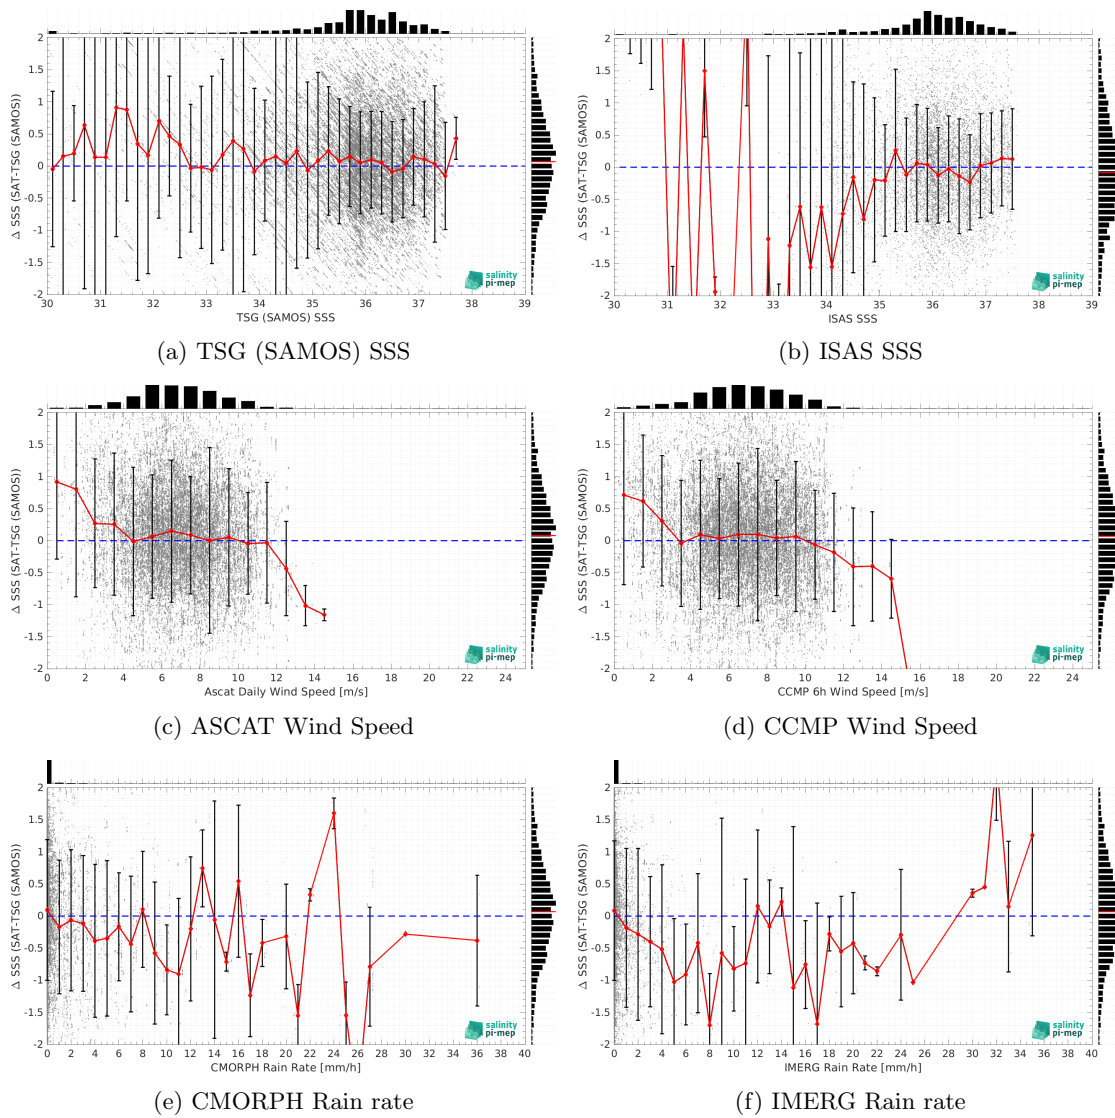 Δ SSS (SAT-TSG (SAMOS))
2
1.5
1
0.5
0
-0.5
-1
-1.5
-2
30 31 32 33 34 35 36 37 38 39
TSG (SAMOS) SSS
salinity
pi-mep
(a) TSG (SAMOS) SSS
Δ SSS (SAT-TSG (SAMOS))
2
1.5
1
0.5
0
-0.5
-1
-1.5
-2
30 31 32 33 34 35 36 37 38 39
ISAS SSS
salinity
pi-mep
(b) ISAS SSS
Δ SSS (SAT-TSG (SAMOS))
2
1.5
1
0.5
0
-0.5
-1
-1.5
-2
0 2 4 6 8 10 12 14 16 18 20 22 24
Ascat Daily Wind Speed [m/s]
salinity
pi-mep
(c) ASCAT Wind Speed
Δ SSS (SAT-TSG (SAMOS))
2
1.5
1
0.5
0
-0.5
-1
-1.5
-2
0 2 4 6 8 10 12 14 16 18 20 22 24
CCMP 6h Wind Speed [m/s]
salinity
pi-mep
(d) CCMP Wind Speed
Δ SSS (SAT-TSG (SAMOS))
2
1.5
1
0.5
0
-0.5
-1
-1.5
-2
0 2 4 6 8 10 12 14 16 18 20 22 24 26 28 30 32 34 36 38 40
CMORPH Rain Rate [mm/h]
salinity
pi-mep
(e) CMORPH Rain rate
Δ SSS (SAT-TSG (SAMOS))
2
1.5
1
0.5
0
-0.5
-1
-1.5
-2
0 2 4 6 8 10 12 14 16 18 20 22 24 26 28 30 32 34 36 38 40
IMERG Rain Rate [mm/h]
salinity
pi-mep
(f) IMERG Rain rate